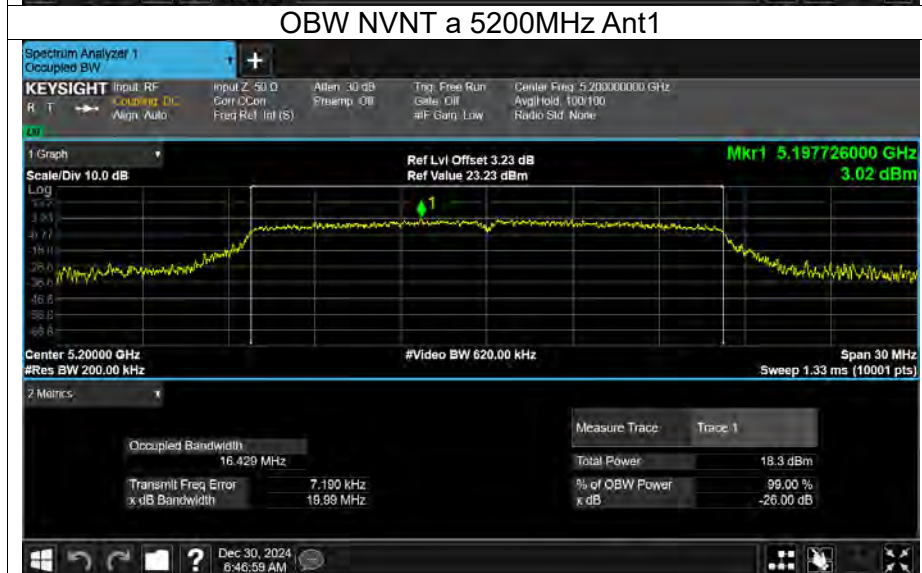 OBW NVNT a 5200MHz Ant1
Spectrum Analyzer 1
Occupied BW
+
KEYSIGHT Input: RF Input Z: 50 Ω Atten: 30 dB Trig: Free Run Center Freq: 5.200000000 GHz
R T Coupling: DC Corr CCorr Preamp: Off Gate: Off Avg|Hold: 100/100
Align: Auto Freq Ref: Int (S) #IF Gain: Low Radio Std: None
1 Graph
Ref Lvl Offset 3.23 dB
Mkr1 5.197726000 GHz
Scale/Div 10.0 dB
Ref Value 23.23 dBm
3.02 dBm
Log
1
Center 5.20000 GHz
#Video BW 620.00 kHz
Span 30 MHz
#Res BW 200.00 kHz
Sweep 1.33 ms (10001 pts)
2 Metrics
Measure Trace Trace 1
Occupied Bandwidth
16.429 MHz
Total Power 18.3 dBm
Transmit Freq Error 7.190 kHz
% of OBW Power 99.00 %
x dB Bandwidth 19.99 MHz
x dB -26.00 dB
?
Dec 30, 2024
6:46:59 AM